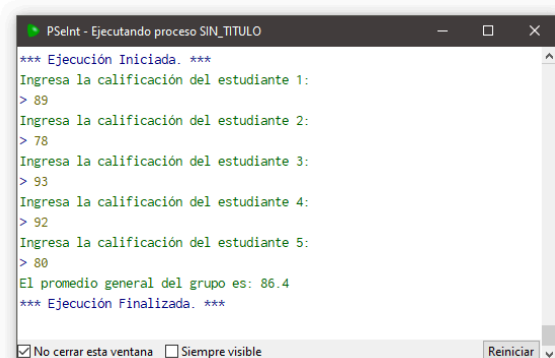 PSeInt - Ejecutando proceso SIN_TITULO
*** Ejecución Iniciada. ***
Ingresa la calificación del estudiante 1:
> 89
Ingresa la calificación del estudiante 2:
> 78
Ingresa la calificación del estudiante 3:
> 93
Ingresa la calificación del estudiante 4:
> 92
Ingresa la calificación del estudiante 5:
> 80
El promedio general del grupo es: 86.4
*** Ejecución Finalizada. ***
No cerrar esta ventana Siempre visible Reiniciar